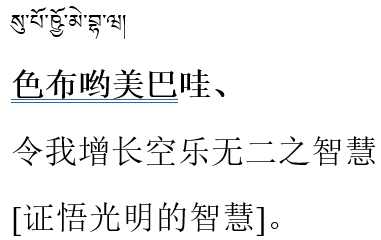 སུ་པོ་ཇྱོ་མེ་བྷ་ལ།
色布哟美巴哇、
令我增长空乐无二之智慧
[证悟光明的智慧]。